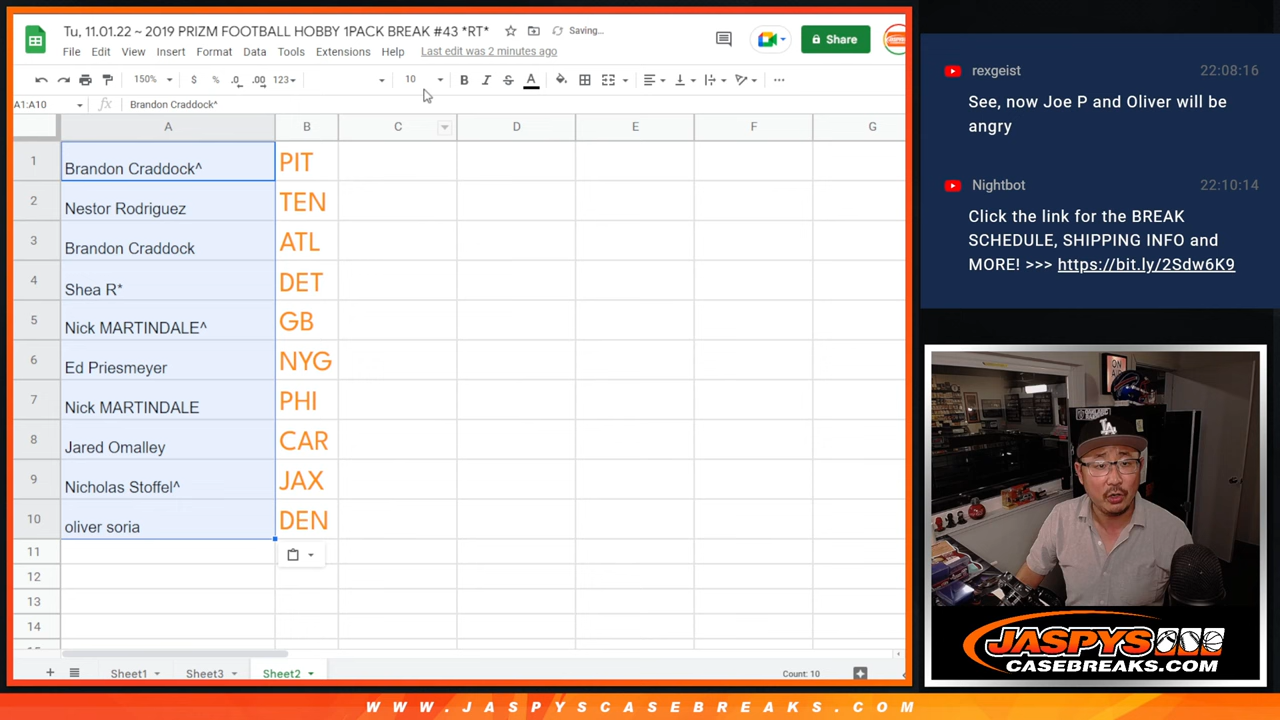 Tu, 11.01.22 ~ 2019 PRIZM FOOTBALL HOBBY 1PACK BREAK #43 *RT* Saving...
File Edit View Insert Format Data Tools Extensions Help Last edit was 2 minutes ago
Share
150% $ % .0 .00 123 10 B I S A
A1:A10 fx Brandon Craddock^
A B C D E F G
1 Brandon Craddock^ PIT
2 Nestor Rodriguez TEN
3 Brandon Craddock ATL
4 Shea R* DET
5 Nick MARTINDALE^ GB
6 Ed Priesmeyer NYG
7 Nick MARTINDALE PHI
8 Jared Omalley CAR
9 Nicholas Stoffel^ JAX
10 oliver soria DEN
11
12
13
14
Sheet1 Sheet3 Sheet2 Count: 10
rexgeist 22:08:16
See, now Joe P and Oliver will be
angry
Nightbot 22:10:14
Click the link for the BREAK
SCHEDULE, SHIPPING INFO and
MORE! >>> https://bit.ly/2Sdw6K9
ON AIR
LA
JASPYS
CASEBREAKS.COM
WWW.JASPYSCASEBREAKS.COM